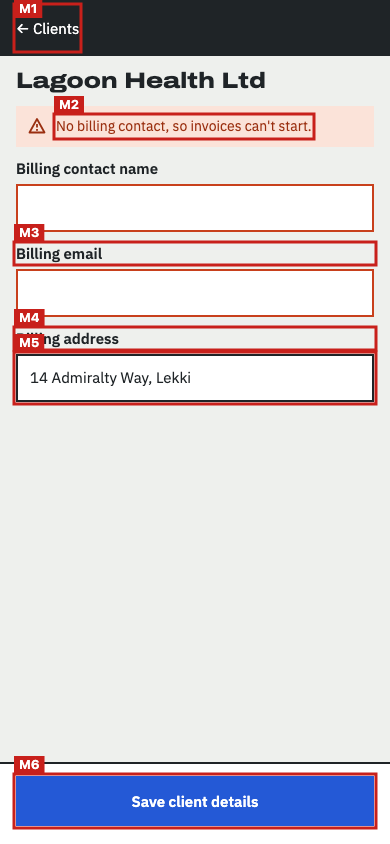 M1
← Clients
Lagoon Health Ltd
M2
No billing contact, so invoices can't start.
Billing contact name
M3
Billing email
M4
M5
address
14 Admiralty Way, Lekki
M6
Save client details